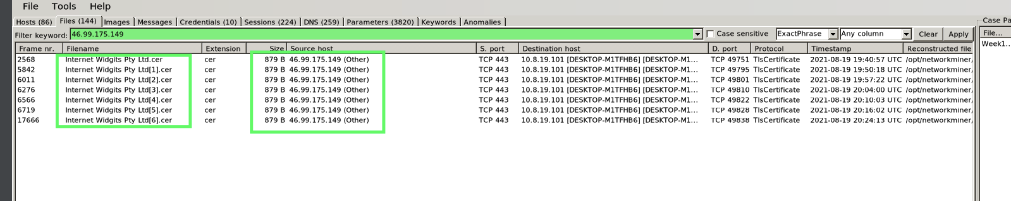 File Tools Help
Hosts (86) Files (144) Images Messages Credentials (10) Sessions (224) DNS (259) Parameters (3820) Keywords Anomalies Case Pa
Filter keyword: 46.99.175.149 Case sensitive ExactPhrase Any column Clear Apply File...
Frame nr. Filename Extension Size Source host S. port Destination host D. port Protocol Timestamp Reconstructed file Week1...
2568 Internet Widgits Pty Ltd.cer cer 879 B 46.99.175.149 (Other) TCP 443 10.8.19.101 [DESKTOP-M1TFHB6] [DESKTOP-M1... TCP 49751 TlsCertificate 2021-08-19 19:40:57 UTC /opt/networkminer,
5842 Internet Widgits Pty Ltd[1].cer cer 879 B 46.99.175.149 (Other) TCP 443 10.8.19.101 [DESKTOP-M1TFHB6] [DESKTOP-M1... TCP 49795 TlsCertificate 2021-08-19 19:50:18 UTC /opt/networkminer,
6011 Internet Widgits Pty Ltd[2].cer cer 879 B 46.99.175.149 (Other) TCP 443 10.8.19.101 [DESKTOP-M1TFHB6] [DESKTOP-M1... TCP 49801 TlsCertificate 2021-08-19 19:57:22 UTC /opt/networkminer,
6276 Internet Widgits Pty Ltd[3].cer cer 879 B 46.99.175.149 (Other) TCP 443 10.8.19.101 [DESKTOP-M1TFHB6] [DESKTOP-M1... TCP 49810 TlsCertificate 2021-08-19 20:04:00 UTC /opt/networkminer,
6566 Internet Widgits Pty Ltd[4].cer cer 879 B 46.99.175.149 (Other) TCP 443 10.8.19.101 [DESKTOP-M1TFHB6] [DESKTOP-M1... TCP 49822 TlsCertificate 2021-08-19 20:10:03 UTC /opt/networkminer,
6719 Internet Widgits Pty Ltd[5].cer cer 879 B 46.99.175.149 (Other) TCP 443 10.8.19.101 [DESKTOP-M1TFHB6] [DESKTOP-M1... TCP 49829 TlsCertificate 2021-08-19 20:16:02 UTC /opt/networkminer,
17666 Internet Widgits Pty Ltd[6].cer cer 879 B 46.99.175.149 (Other) TCP 443 10.8.19.101 [DESKTOP-M1TFHB6] [DESKTOP-M1... TCP 49838 TlsCertificate 2021-08-19 20:24:13 UTC /opt/networkminer,